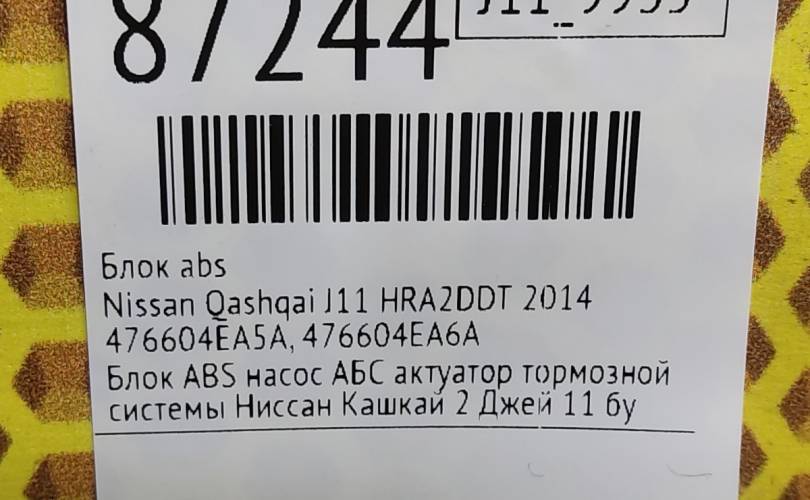 87244
Блок abs
Nissan Qashqai J11 HRA2DDT 2014
476604EA5A, 476604EA6A
Блок ABS насос АБС актуатор тормозной
системы Ниссан Кашкай 2 Джей 11 бу